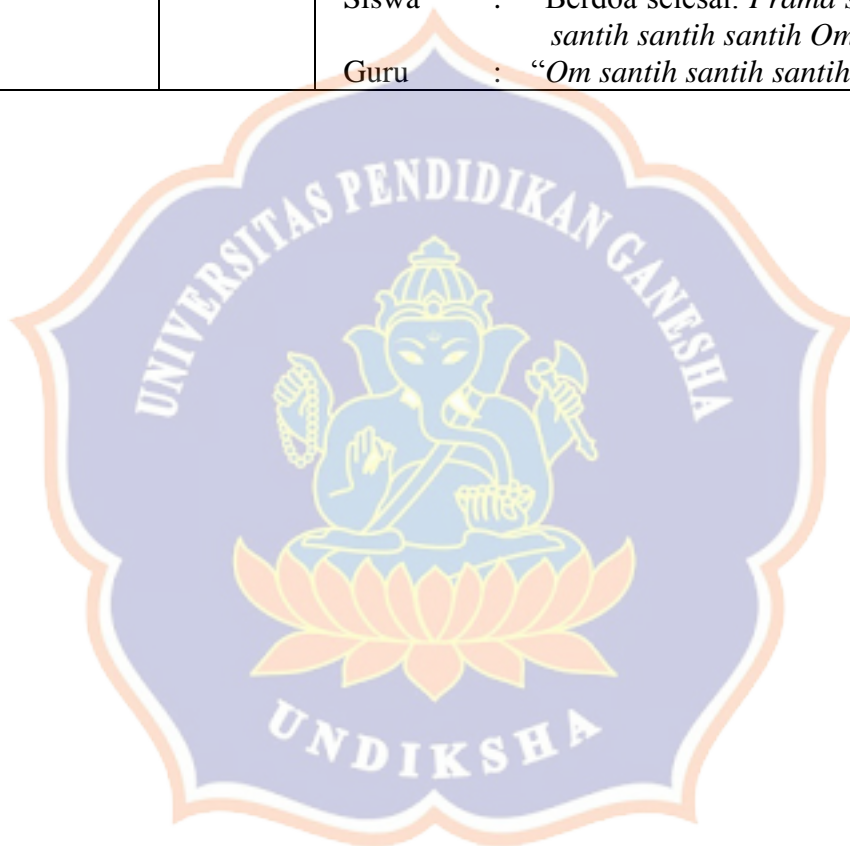 Siswa : "Berdoa selesai. Prama
santih santih santih Om
Guru : “Om santih santih santih
UNIVERSITAS PENDIDIKAN GANESHA
UNDIKSHA